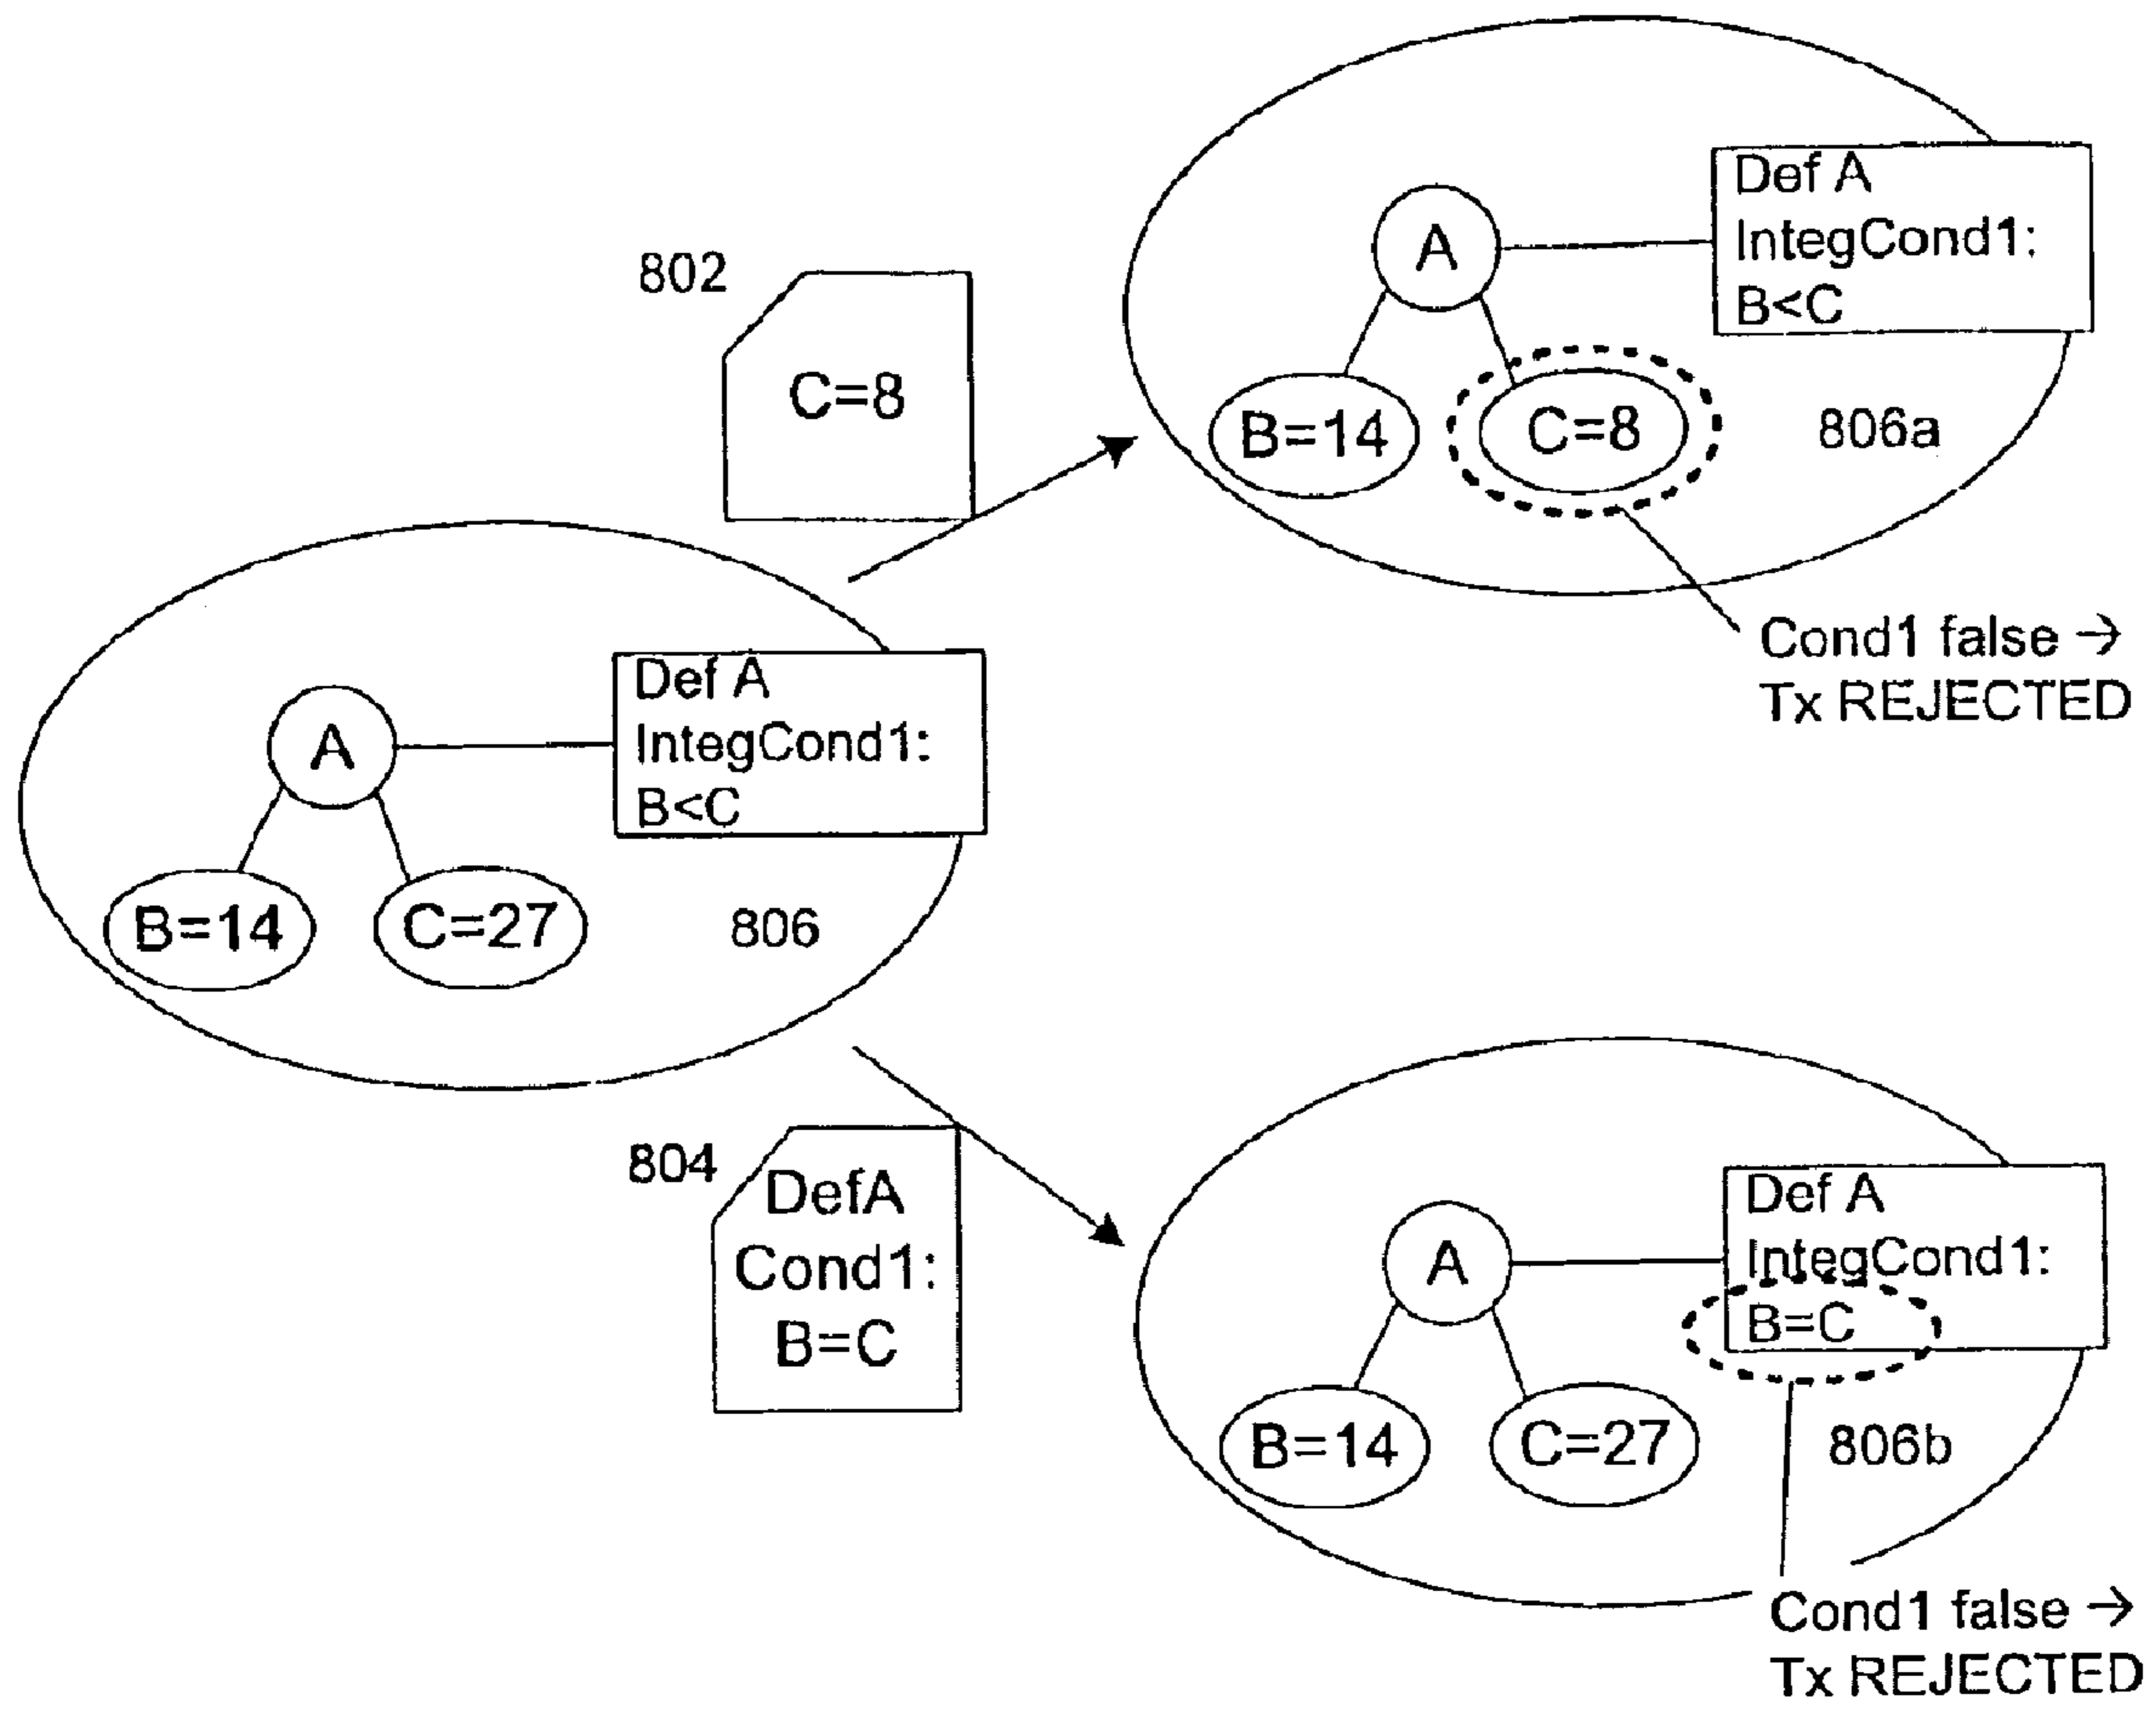 802
C=8
A
Def A
IntegCond1:
B<C
B=14
C=8
806a
Cond1 false →
Tx REJECTED
A
Def A
IntegCond1:
B<C
B=14
C=27
806
804
DefA
Cond1:
B=C
A
Def A
IntegCond1:
B=C
B=14
C=27
806b
Cond1 false →
Tx REJECTED